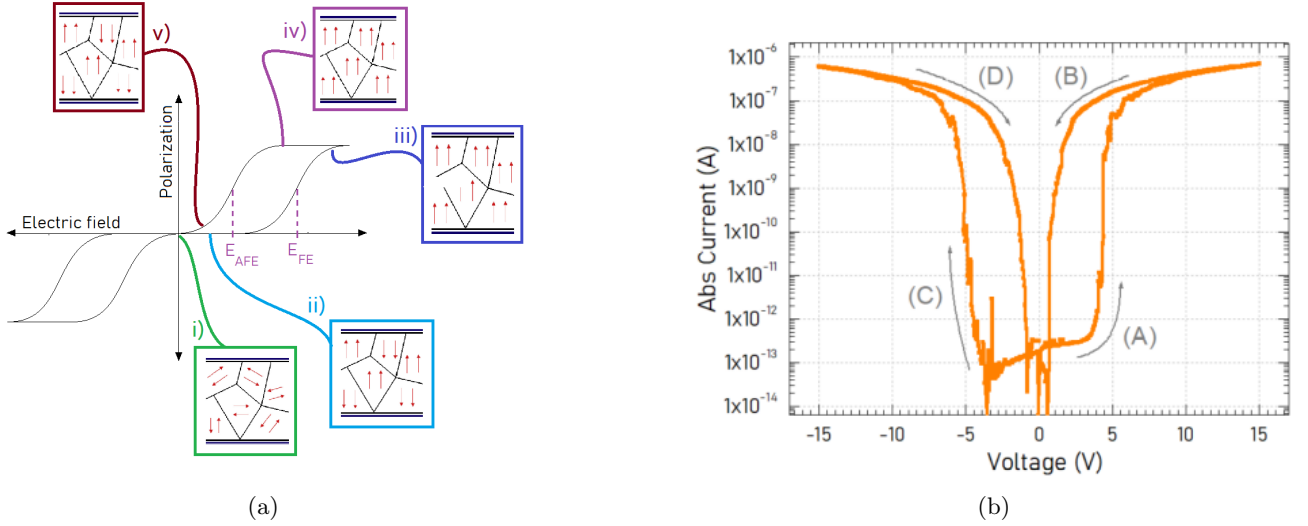 v)
iv)
iii)
Polarization
Electric field
E_AFE
E_FE
ii)
i)
(a)
Abs Current (A)
1x10⁻⁶
1x10⁻⁷
1x10⁻⁸
1x10⁻⁹
1x10⁻¹⁰
1x10⁻¹¹
1x10⁻¹²
1x10⁻¹³
1x10⁻¹⁴
(D)
(B)
(C)
(A)
-15 -10 -5 0 5 10 15
Voltage (V)
(b)